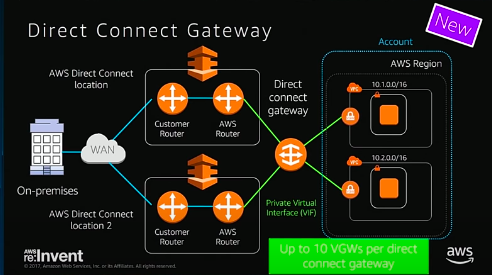 Direct Connect Gateway
New
Account
AWS Direct Connect
location
Customer
Router
AWS
Router
Direct
connect
gateway
AWS Region
VPC
10.1.0.0/16
WAN
On-premises
AWS Direct Connect
location 2
Customer
Router
AWS
Router
Private Virtual
Interface (VIF)
VPC
10.2.0.0/16
Up to 10 VGWs per direct
connect gateway
AWS
re:Invent
© 2017, Amazon Web Services, Inc. or its Affiliates. All rights reserved.
aws